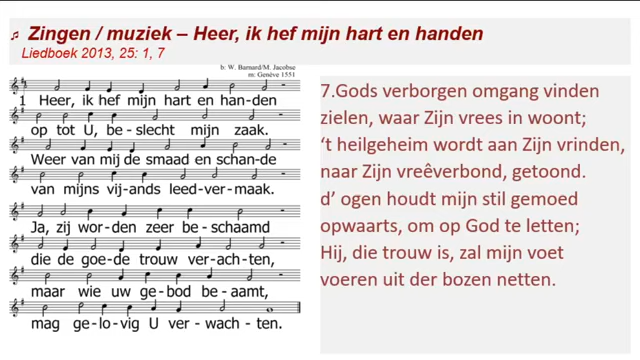 ♬ Zingen / muziek – Heer, ik hef mijn hart en handen
Liedboek 2013, 25: 1, 7
b: W. Barnard/M. Jacobse
m: Genève 1551
1 Heer, ik hef mijn hart en han-den
op tot U, be-slecht mijn zaak.
Weer van mij de smaad en schan-de
van mijns vij-ands leed-ver-maak.
Ja, zij wor-den zeer be-schaamd
die de goe-de trouw ver-ach-ten,
maar wie uw ge-bod be-aamt,
mag ge-lo-vig U ver-wach-ten.
7.Gods verborgen omgang vinden
zielen, waar Zijn vrees in woont;
‘t heilgeheim wordt aan Zijn vrinden,
naar Zijn vreêverbond, getoond.
d’ ogen houdt mijn stil gemoed
opwaarts, om op God te letten;
Hij, die trouw is, zal mijn voet
voeren uit der bozen netten.